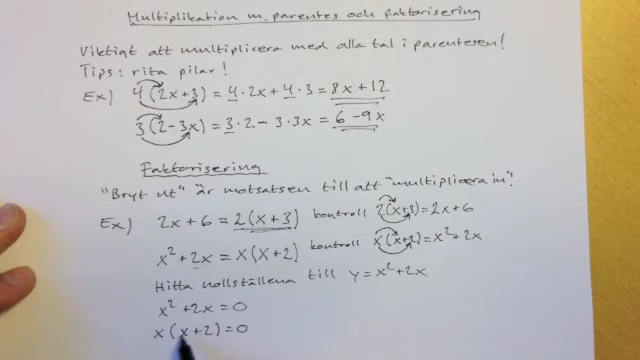 Multiplikation m. parentes och faktorisering
Viktigt att multiplicera med alla tal i parentesen!
Tips: rita pilar!
Ex) 4(2x+3) = 4·2x+4·3 = 8x+12
3(2-3x) = 3·2-3·3x = 6-9x
Faktorisering
"Bryt ut" är motsatsen till att "multiplicera in".
Ex) 2x+6 = 2(x+3) kontroll 2(x+3)=2x+6
x²+2x = x(x+2) kontroll x(x+2)=x²+2x
Hitta nollställena till y=x²+2x
x²+2x=0
x(x+2)=0